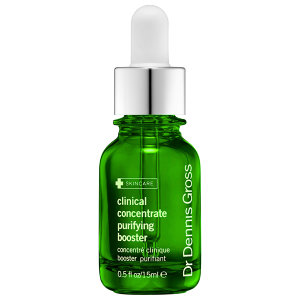 SKINCARE
clinical
concentrate
purifying
booster
concentré clinique
booster purifiant
0.5 fl oz/15ml e
Dr Dennis Gross